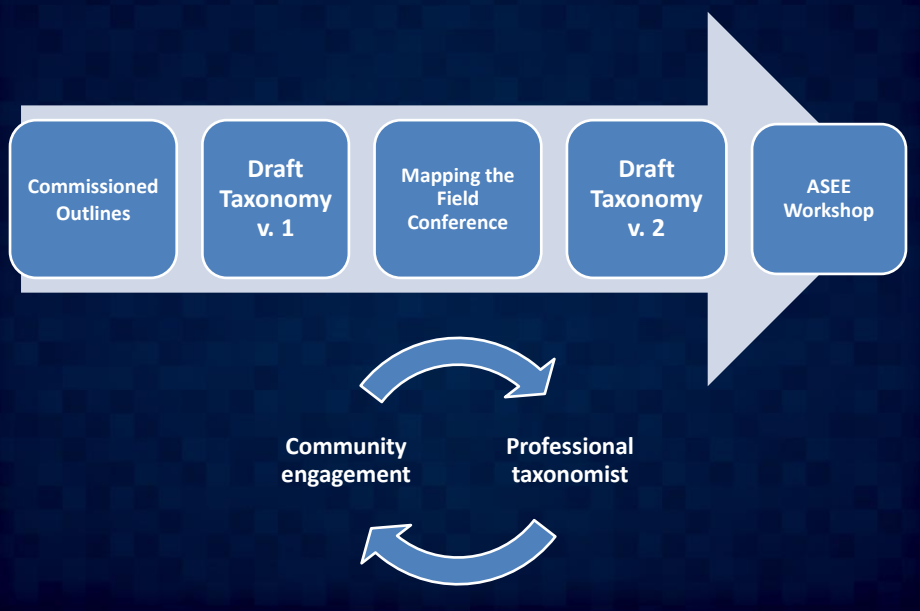 Commissioned
Outlines
Draft
Taxonomy
v. 1
Mapping the
Field
Conference
Draft
Taxonomy
v. 2
ASEE
Workshop
Community
engagement
Professional
taxonomist